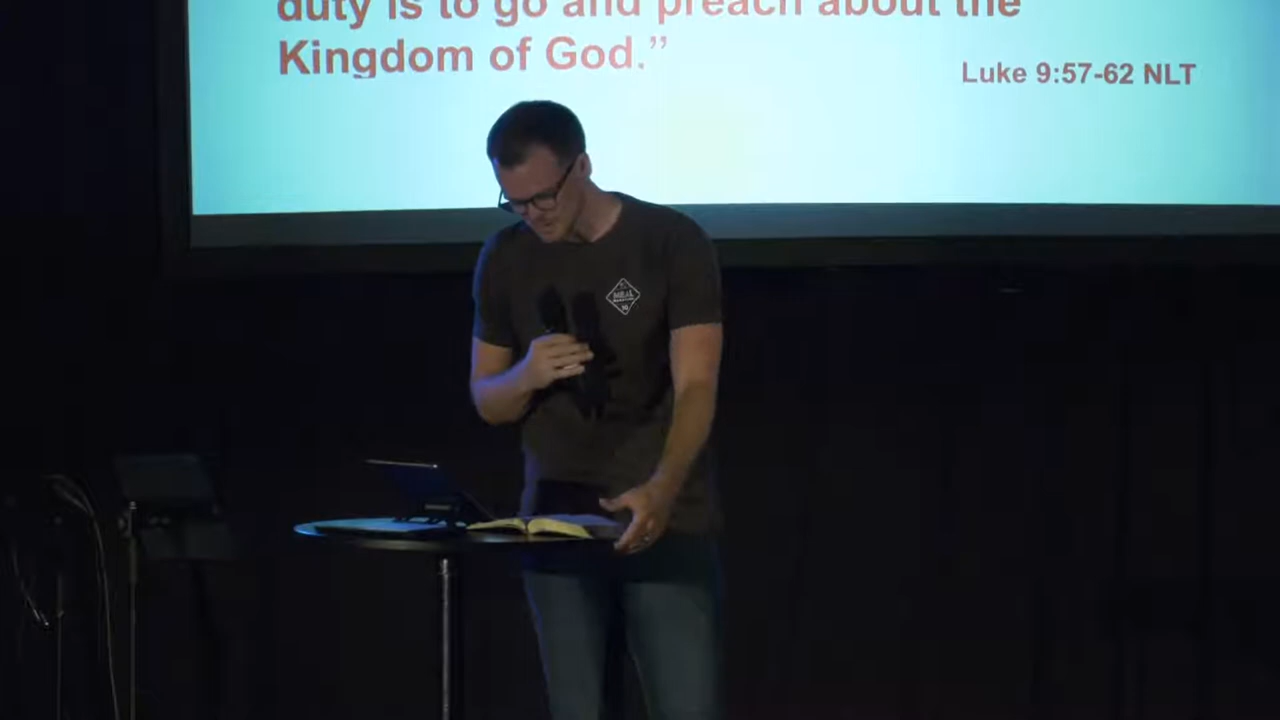 duty is to go and preach about the
Kingdom of God.”
Luke 9:57-62 NLT